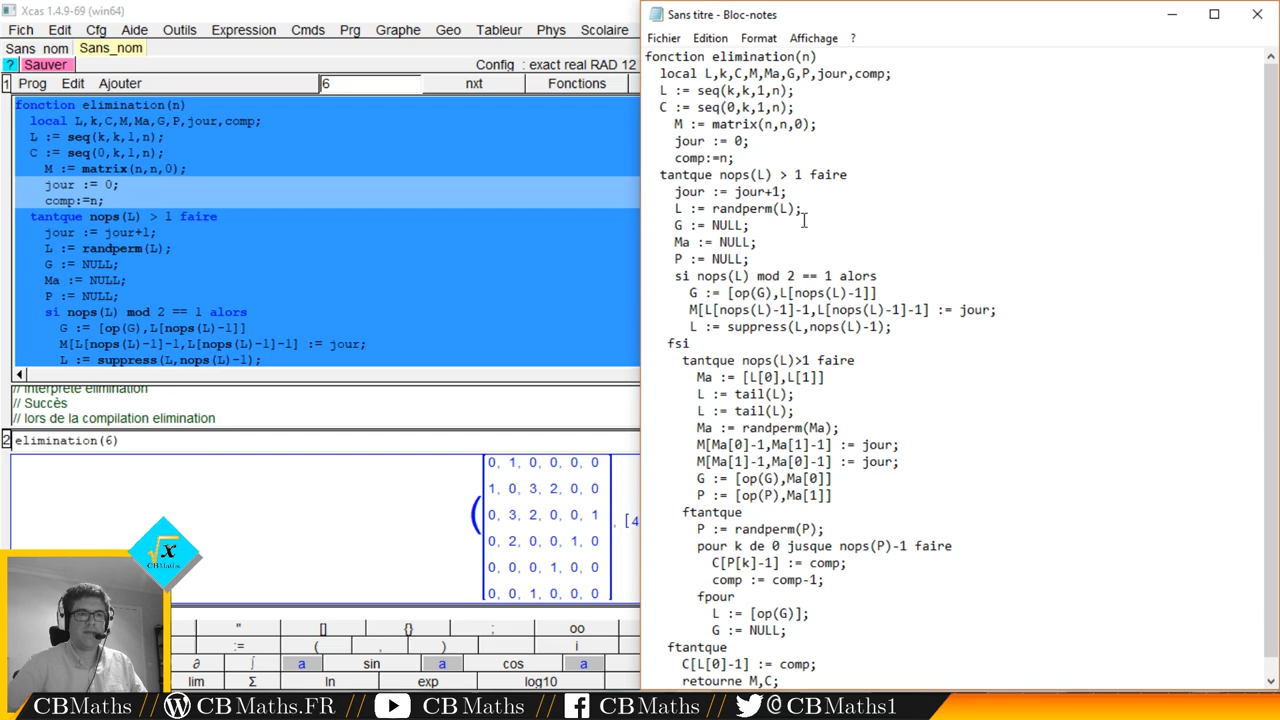 Xcas 1.4.9-69 (win64)
Fich Edit Cfg Aide Outils Expression Cmds Prg Graphe Geo Tableur Phys Scolaire
Sans_nom Sans_nom
? Sauver Config : exact real RAD 12
1 Prog Edit Ajouter 6 nxt Fonctions
fonction elimination(n)
local L,k,C,M,Ma,G,P,jour,comp;
L := seq(k,k,1,n);
C := seq(0,k,1,n);
M := matrix(n,n,0);
jour := 0;
comp:=n;
tantque nops(L) > 1 faire
jour := jour+1;
L := randperm(L);
G := NULL;
Ma := NULL;
P := NULL;
si nops(L) mod 2 == 1 alors
G := [op(G),L[nops(L)-1]]
M[L[nops(L)-1]-1,L[nops(L)-1]-1] := jour;
L := suppress(L,nops(L)-1);
// Interprète elimination
// Succès
// lors de la compilation elimination
2 elimination(6)
0, 1, 0, 0, 0, 0
1, 0, 3, 2, 0, 0
0, 3, 2, 0, 0, 1
0, 2, 0, 0, 1, 0
0, 0, 0, 1, 0, 0
0, 0, 1, 0, 0, 0
, [4
" [] {} ; oo
:= ( , ) i
∂ ∫ a sin a cos a
lim Σ ln exp log10
Sans titre - Bloc-notes
Fichier Edition Format Affichage ?
fonction elimination(n)
local L,k,C,M,Ma,G,P,jour,comp;
L := seq(k,k,1,n);
C := seq(0,k,1,n);
M := matrix(n,n,0);
jour := 0;
comp:=n;
tantque nops(L) > 1 faire
jour := jour+1;
L := randperm(L);
G := NULL;
Ma := NULL;
P := NULL;
si nops(L) mod 2 == 1 alors
G := [op(G),L[nops(L)-1]]
M[L[nops(L)-1]-1,L[nops(L)-1]-1] := jour;
L := suppress(L,nops(L)-1);
fsi
tantque nops(L)>1 faire
Ma := [L[0],L[1]]
L := tail(L);
L := tail(L);
Ma := randperm(Ma);
M[Ma[0]-1,Ma[1]-1] := jour;
M[Ma[1]-1,Ma[0]-1] := jour;
G := [op(G),Ma[0]]
P := [op(P),Ma[1]]
ftantque
P := randperm(P);
pour k de 0 jusque nops(P)-1 faire
C[P[k]-1] := comp;
comp := comp-1;
fpour
L := [op(G)];
G := NULL;
ftantque
C[L[0]-1] := comp;
retourne M,C;
√x
CBMaths
CBMaths CBMaths.FR CBMaths CBMaths @CBMaths1